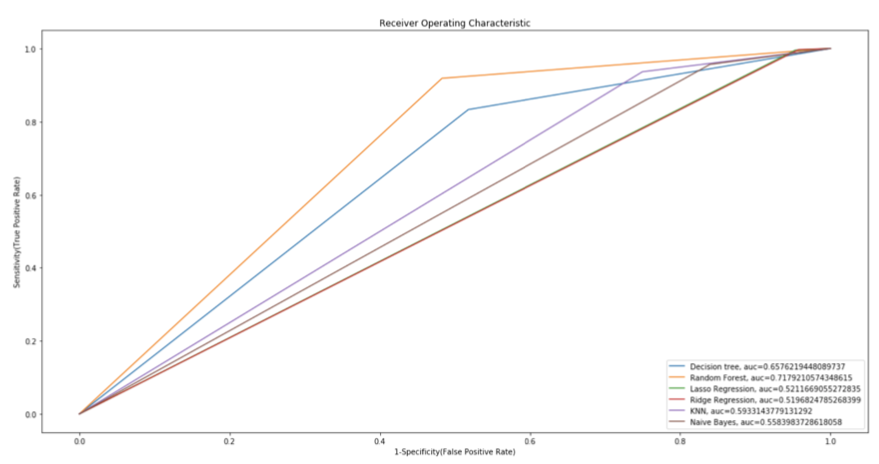 Receiver Operating Characteristic
1.0
0.8
0.6
0.4
0.2
0.0
Sensitivity(True Positive Rate)
0.0 0.2 0.4 0.6 0.8 1.0
1-Specificity(False Positive Rate)
Decision tree, auc=0.6576219448089737
Random Forest, auc=0.7179210574348615
Lasso Regression, auc=0.5211669055272835
Ridge Regression, auc=0.5196824785268399
KNN, auc=0.5933143779131292
Naive Bayes, auc=0.5583983728618058